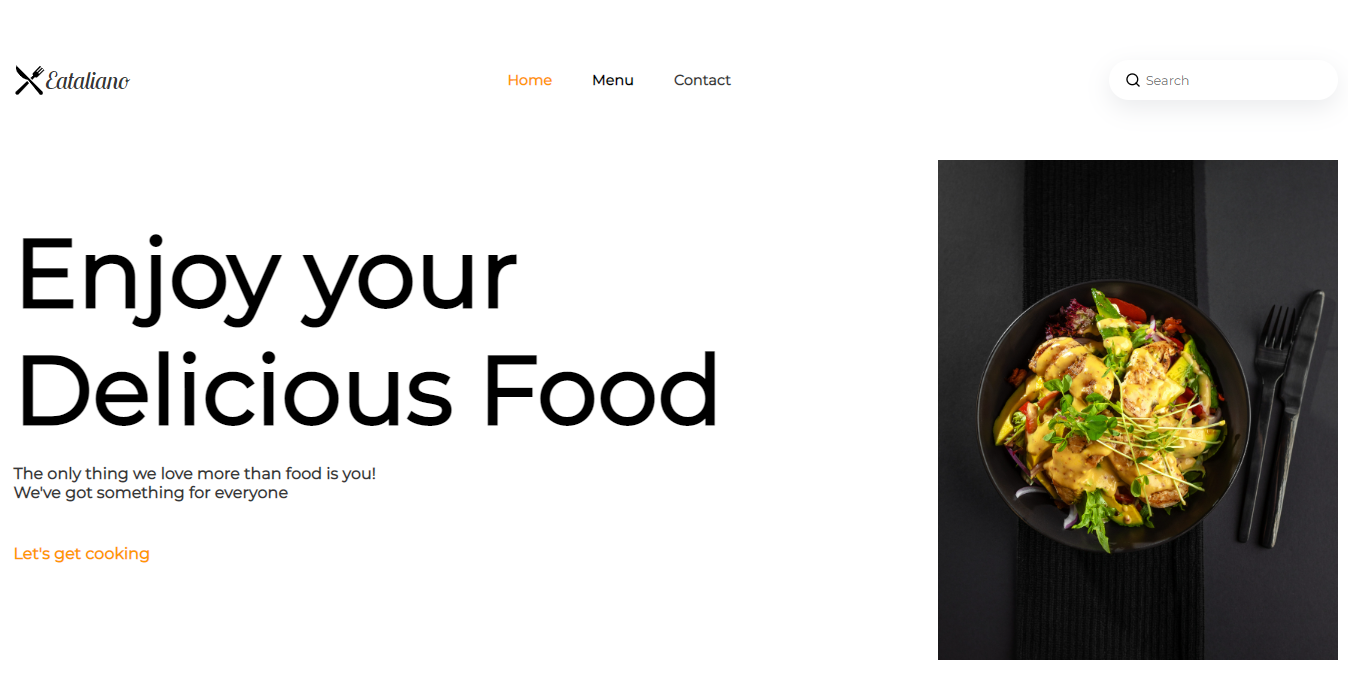 Eataliano
Home Menu Contact
Search
Enjoy your
Delicious Food
The only thing we love more than food is you!
We've got something for everyone
Let's get cooking